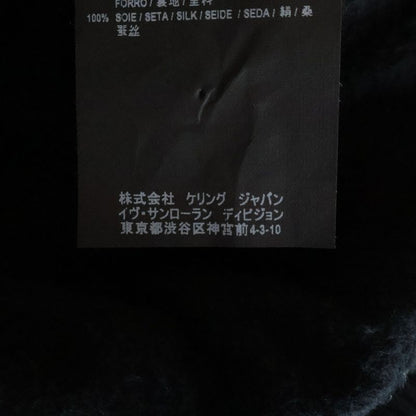 FORRO / 裏地 / 里料
100% SOIE / SETA / SILK / SEIDE / SEDA / 絹 / 桑
蚕丝
株式会社 ケリング ジャパン
イヴ・サンローラン ディビジョン
東京都渋谷区神宮前4-3-10